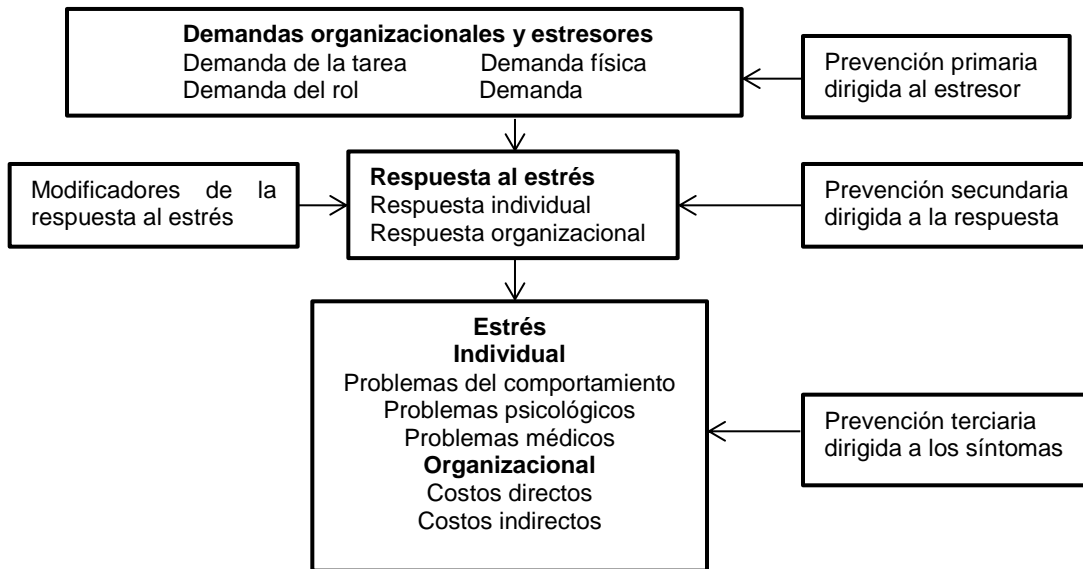 Demandas organizacionales y estresores
Demanda de la tarea Demanda física
Demanda del rol Demanda
Prevención primaria
dirigida al estresor
Modificadores de la
respuesta al estrés
Respuesta al estrés
Respuesta individual
Respuesta organizacional
Prevención secundaria
dirigida a la respuesta
Estrés
Individual
Problemas del comportamiento
Problemas psicológicos
Problemas médicos
Organizacional
Costos directos
Costos indirectos
Prevención terciaria
dirigida a los síntomas